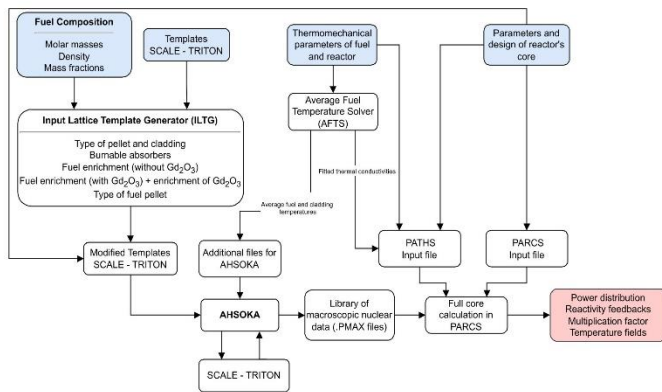 Fuel Composition
Molar masses
Density
Mass fractions
Templates
SCALE - TRITON
Thermomechanical
parameters of fuel
and reactor
Parameters and
design of reactor's
core
Input Lattice Template Generator (ILTG)
Type of pellet and cladding
Burnable absorbers
Fuel enrichment (without Gd₂O₃)
Fuel enrichment (with Gd₂O₃) + enrichment of Gd₂O₃
Type of fuel pellet
Average Fuel
Temperature Solver
(AFTS)
Fitted thermal conductivities
Average fuel and cladding
temperatures
Modified Templates
SCALE - TRITON
Additional files for
AHSOKA
PATHS
Input file
PARCS
Input file
AHSOKA
Library of
macroscopic nuclear
data (.PMAX files)
Full core
calculation in
PARCS
Power distribution
Reactivity feedbacks
Multiplication factor
Temperature fields
SCALE - TRITON